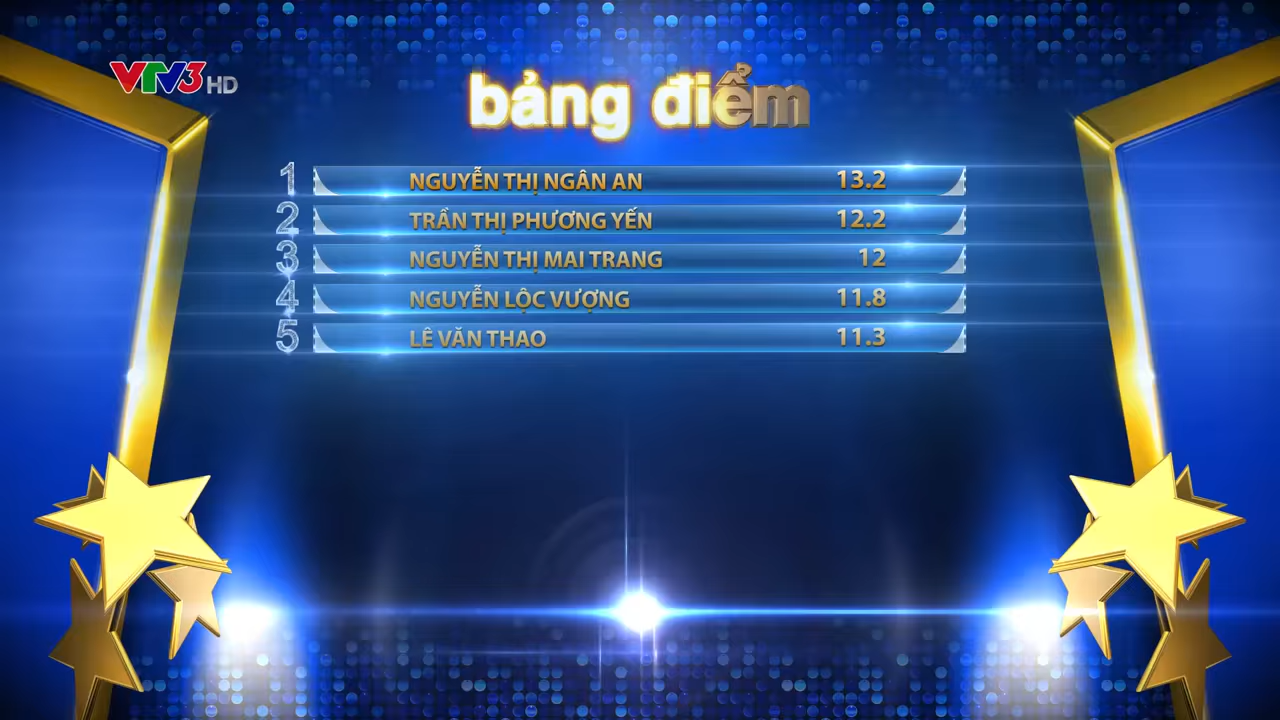 VTV3 HD
bảng điểm
1 NGUYỄN THỊ NGÂN AN 13.2
2 TRẦN THỊ PHƯƠNG YẾN 12.2
3 NGUYỄN THỊ MAI TRANG 12
4 NGUYỄN LỘC VƯỢNG 11.8
5 LÊ VĂN THAO 11.3